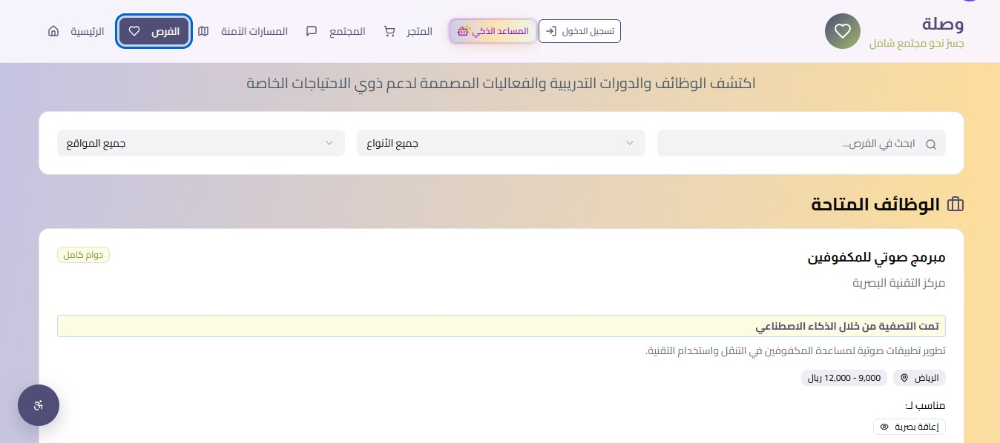 وصلة
جسرٌ نحوَ مجتمع شامل
تسجيل الدخول
المساعد الذكي
المتجر
المجتمع
المسارات الآمنة
الفرص
الرئيسية
اكتشف الوظائف والدورات التدريبية والفعاليات المصممة لدعم ذوي الاحتياجات الخاصة
ابحث في الفرص...
جميع الأنواع
جميع المواقع
الوظائف المتاحة
مبرمج صوتي للمكفوفين
دوام كامل
مركز التقنية البصرية
تمت التصفية من خلال الذكاء الاصطناعي
تطوير تطبيقات صوتية لمساعدة المكفوفين في التنقل واستخدام التقنية.
الرياض
9,000 - 12,000 ريال
مناسب لـ:
إعاقة بصرية